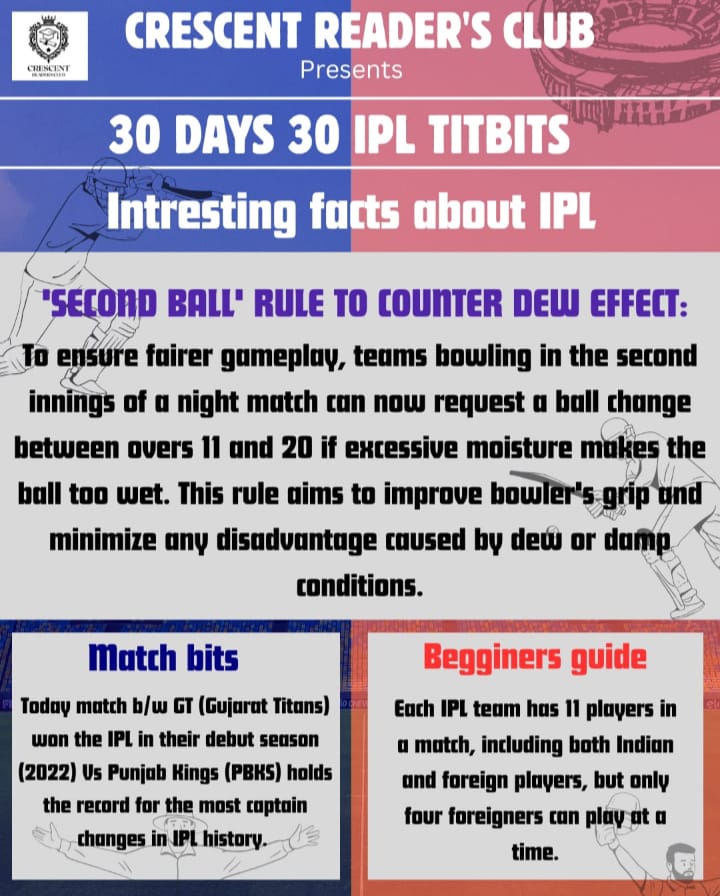 CRESCENT READER'S CLUB
CRESCENT
READERS CLUB
Presents
30 DAYS 30 IPL TITBITS
Intresting facts about IPL
'SECOND BALL' RULE TO COUNTER DEW EFFECT:
To ensure fairer gameplay, teams bowling in the second
innings of a night match can now request a ball change
between overs 11 and 20 if excessive moisture makes the
ball too wet. This rule aims to improve bowler's grip and
minimize any disadvantage caused by dew or damp
conditions.
Match bits
Today match b/w GT (Gujarat Titans)
won the IPL in their debut season
(2022) Vs Punjab Kings (PBKS) holds
the record for the most captain
changes in IPL history.
Begginers guide
Each IPL team has 11 players in
a match, including both Indian
and foreign players, but only
four foreigners can play at a
time.